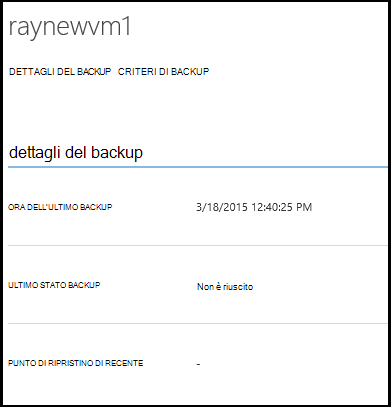 raynewvm1
DETTAGLI DEL BACKUP CRITERI DI BACKUP
dettagli del backup
ORA DELL'ULTIMO BACKUP 3/18/2015 12:40:25 PM
ULTIMO STATO BACKUP Non è riuscito
PUNTO DI RIPRISTINO DI RECENTE -